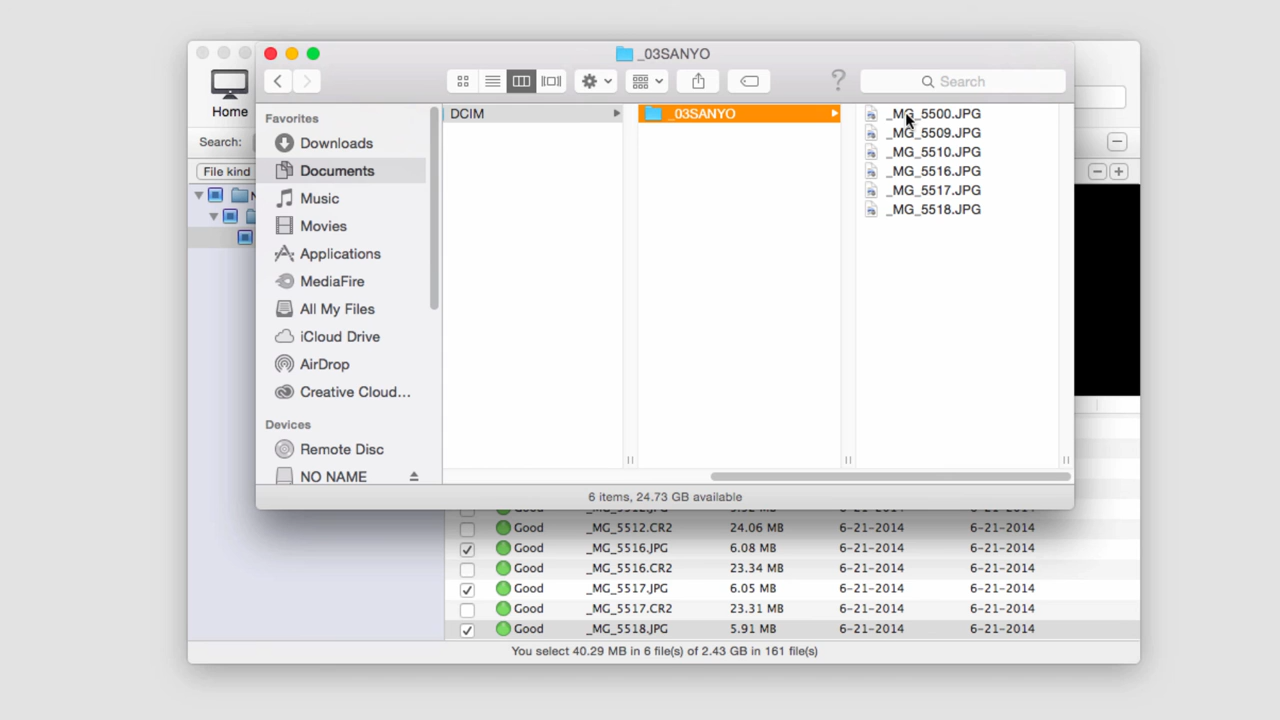 _03SANYO
Home
?
Search
Search:
File kind
Favorites
Downloads
Documents
Music
Movies
Applications
MediaFire
All My Files
iCloud Drive
AirDrop
Creative Cloud...
Devices
Remote Disc
NO NAME
DCIM
_03SANYO
_MG_5500.JPG
_MG_5509.JPG
_MG_5510.JPG
_MG_5516.JPG
_MG_5517.JPG
_MG_5518.JPG
6 items, 24.73 GB available
Good _MG_5512.CR2 24.06 MB 6-21-2014 6-21-2014
Good _MG_5516.JPG 6.08 MB 6-21-2014 6-21-2014
Good _MG_5516.CR2 23.34 MB 6-21-2014 6-21-2014
Good _MG_5517.JPG 6.05 MB 6-21-2014 6-21-2014
Good _MG_5517.CR2 23.31 MB 6-21-2014 6-21-2014
Good _MG_5518.JPG 5.91 MB 6-21-2014 6-21-2014
You select 40.29 MB in 6 file(s) of 2.43 GB in 161 file(s)